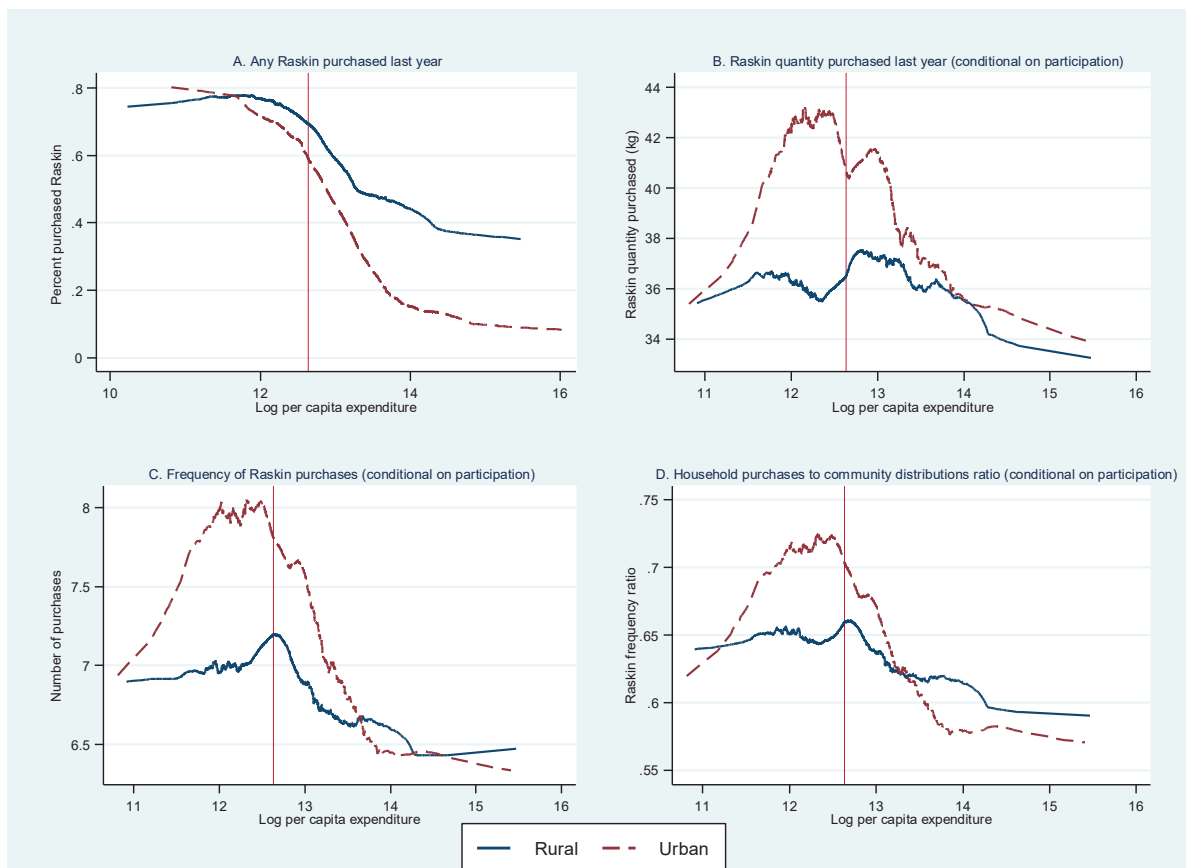 A. Any Raskin purchased last year
Percent purchased Raskin
.8
.6
.4
.2
0
10 12 14 16
Log per capita expenditure
B. Raskin quantity purchased last year (conditional on participation)
Raskin quantity purchased (kg)
44
42
40
38
36
34
11 12 13 14 15 16
Log per capita expenditure
C. Frequency of Raskin purchases (conditional on participation)
Number of purchases
8
7.5
7
6.5
11 12 13 14 15 16
Log per capita expenditure
D. Household purchases to community distributions ratio (conditional on participation)
Raskin frequency ratio
.75
.7
.65
.6
.55
11 12 13 14 15 16
Log per capita expenditure
Rural Urban